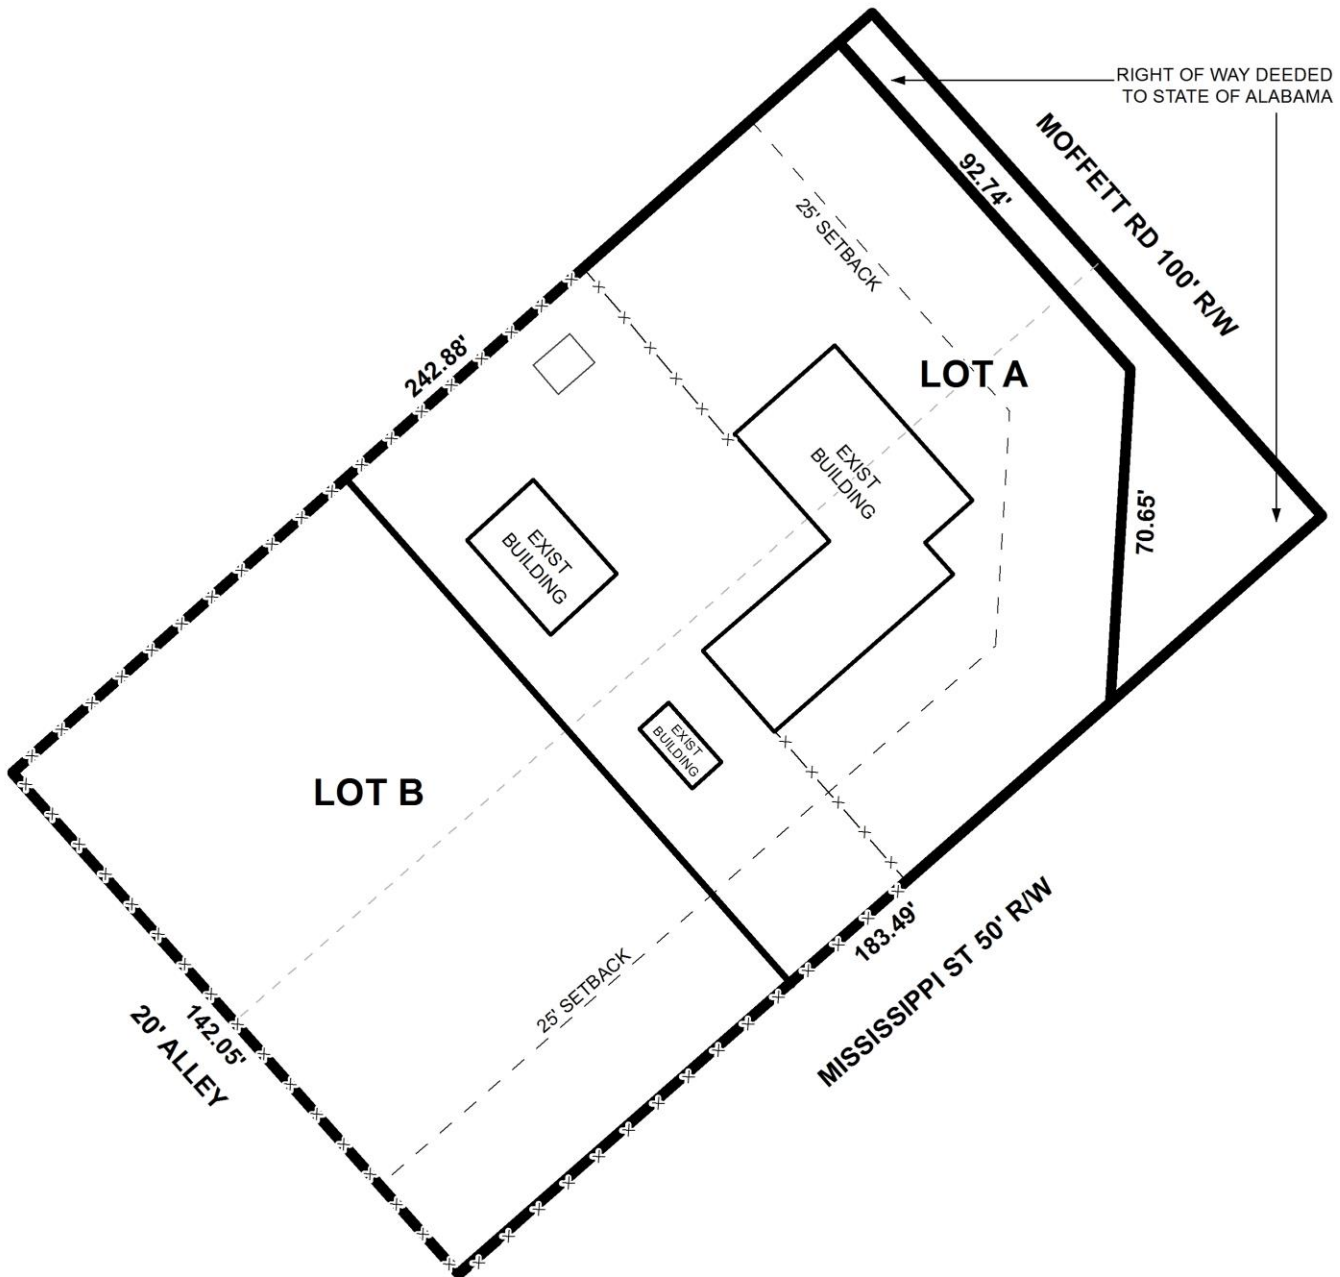 RIGHT OF WAY DEEDED
TO STATE OF ALABAMA
MOFFETT RD 100' R/W
92.74'
25' SETBACK
LOT A
242.88'
EXIST
BUILDING
70.65'
EXIST
BUILDING
EXIST
BUILDING
LOT B
183.49'
25' SETBACK
MISSISSIPPI ST 50' R/W
142.05'
20' ALLEY